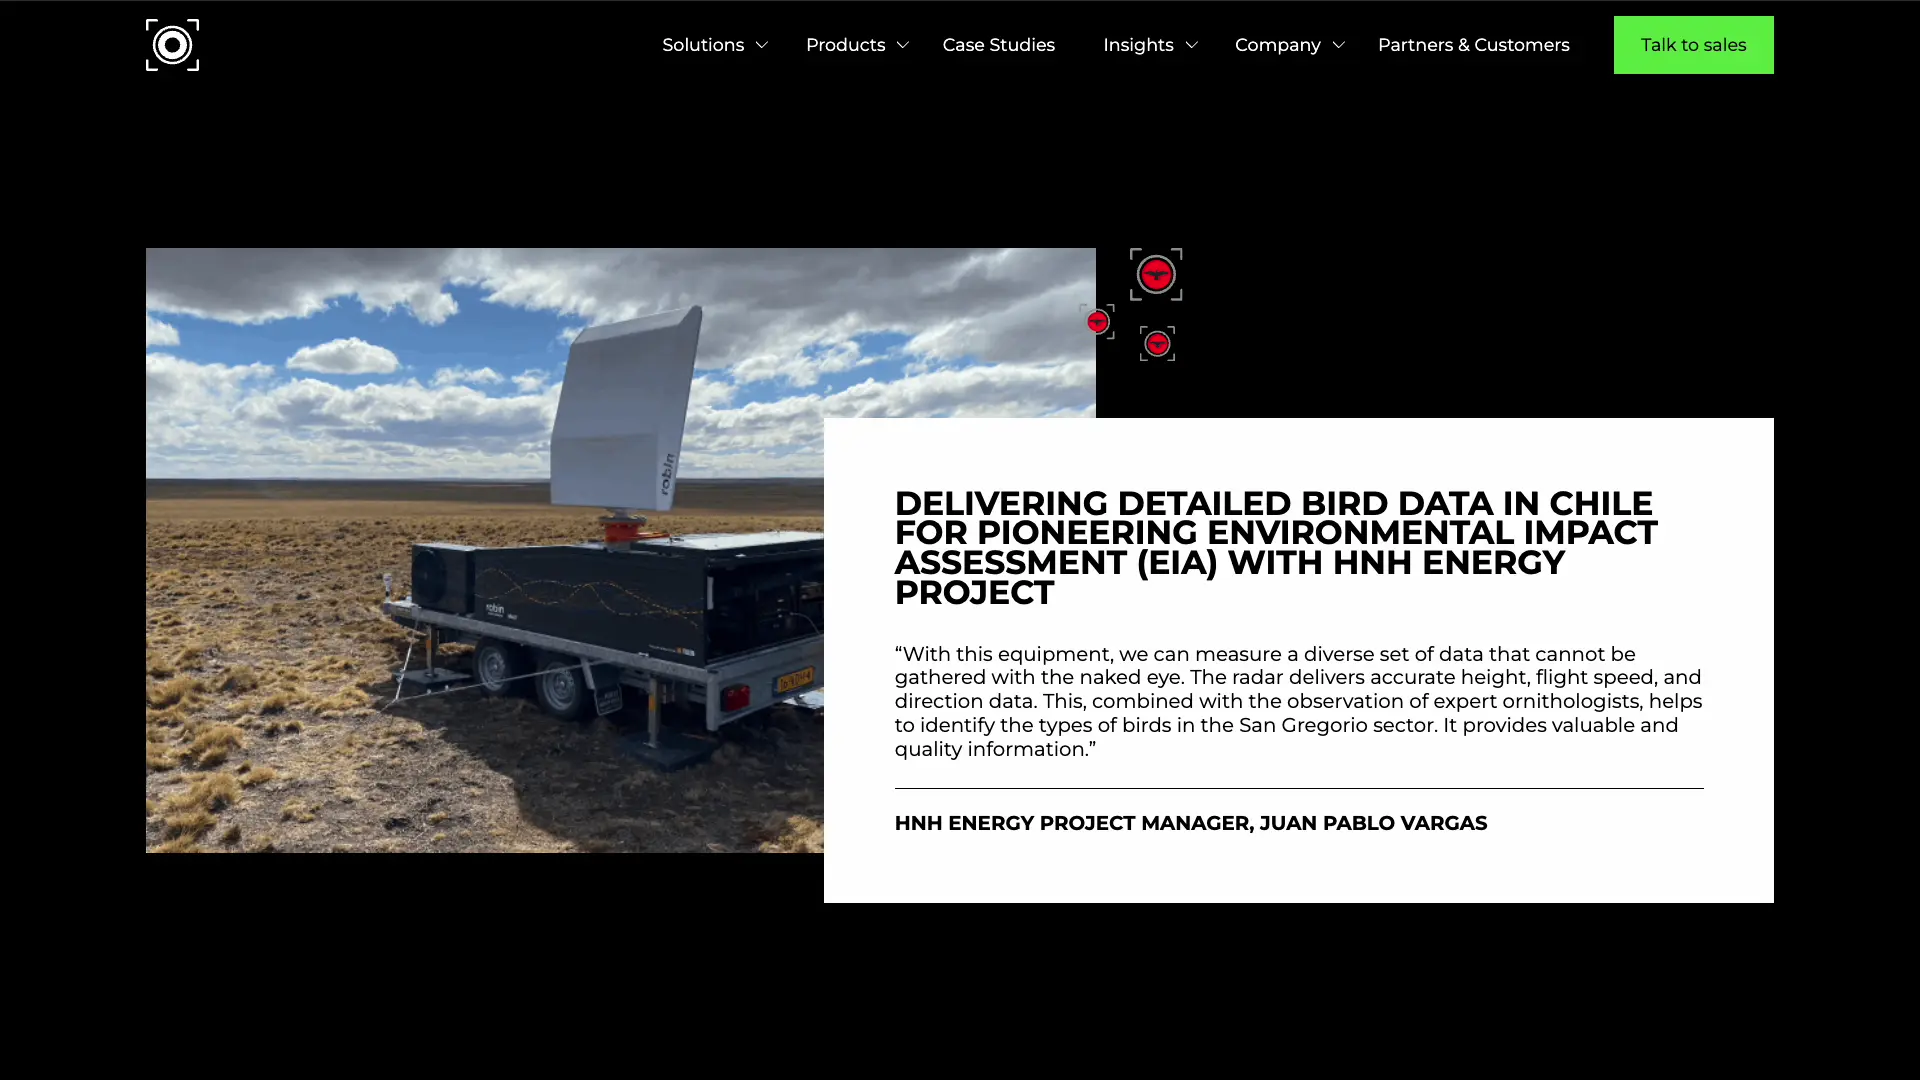 Solutions
Products
Case Studies
Insights
Company
Partners & Customers
Talk to sales
robin
robin
DELIVERING DETAILED BIRD DATA IN CHILE
FOR PIONEERING ENVIRONMENTAL IMPACT
ASSESSMENT (EIA) WITH HNH ENERGY
PROJECT
“With this equipment, we can measure a diverse set of data that cannot be
gathered with the naked eye. The radar delivers accurate height, flight speed, and
direction data. This, combined with the observation of expert ornithologists, helps
to identify the types of birds in the San Gregorio sector. It provides valuable and
quality information.”
HNH ENERGY PROJECT MANAGER, JUAN PABLO VARGAS